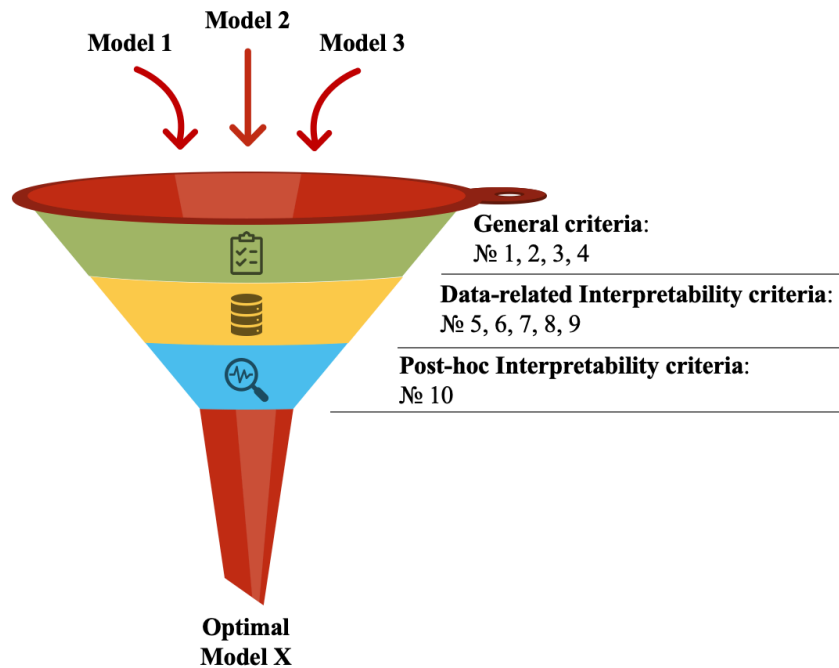 Model 1
Model 2
Model 3
General criteria:
№ 1, 2, 3, 4
Data-related Interpretability criteria:
№ 5, 6, 7, 8, 9
Post-hoc Interpretability criteria:
№ 10
Optimal
Model X